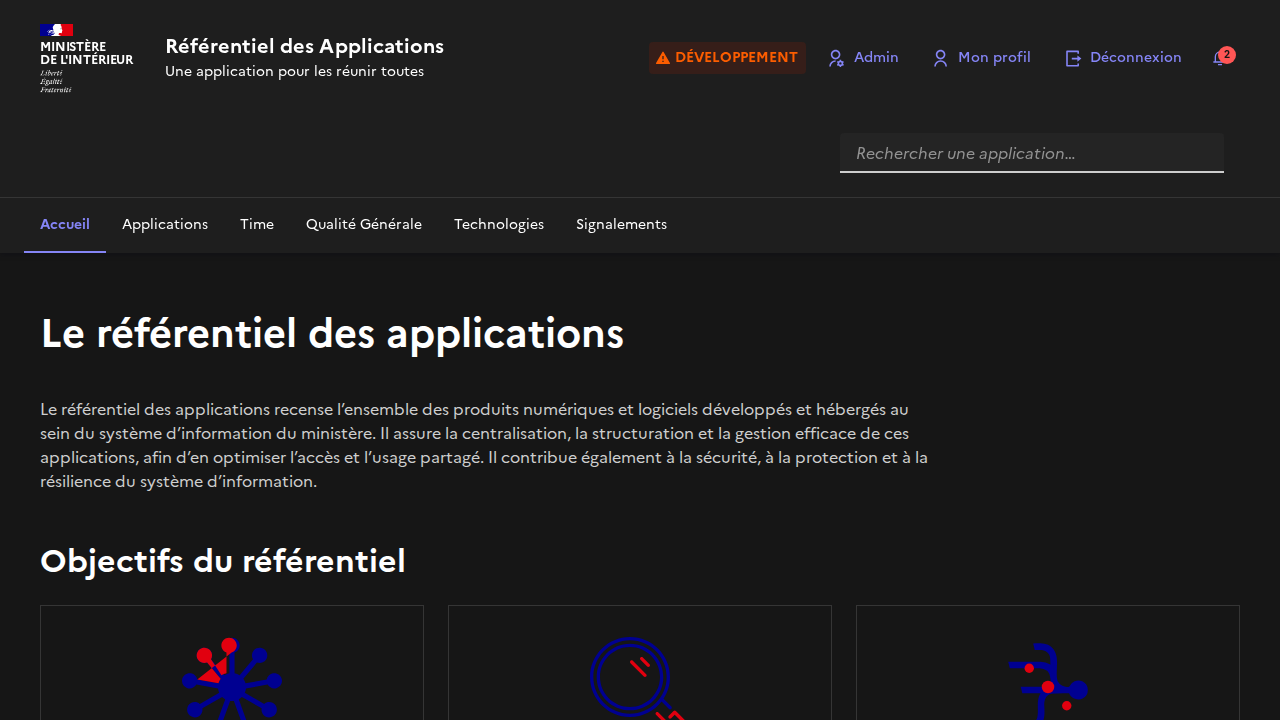 MINISTÈRE
DE L'INTÉRIEUR
Liberté
Égalité
Fraternité
Référentiel des Applications
Une application pour les réunir toutes
DÉVELOPPEMENT
Admin
Mon profil
Déconnexion
2
Rechercher une application…
Accueil
Applications
Time
Qualité Générale
Technologies
Signalements
Le référentiel des applications
Le référentiel des applications recense l’ensemble des produits numériques et logiciels développés et hébergés au
sein du système d’information du ministère. Il assure la centralisation, la structuration et la gestion efficace de ces
applications, afin d’en optimiser l’accès et l’usage partagé. Il contribue également à la sécurité, à la protection et à la
résilience du système d’information.
Objectifs du référentiel